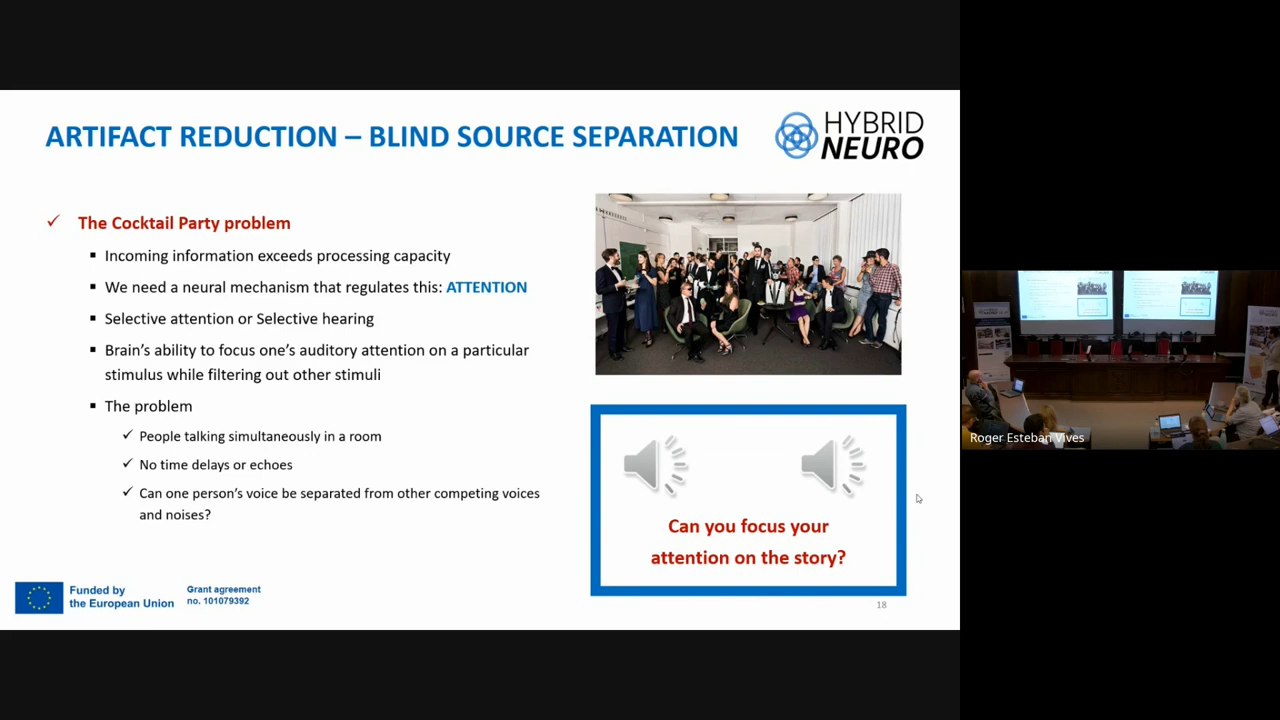 ARTIFACT REDUCTION – BLIND SOURCE SEPARATION
HYBRID
NEURO
✓ The Cocktail Party problem
▪ Incoming information exceeds processing capacity
▪ We need a neural mechanism that regulates this: ATTENTION
▪ Selective attention or Selective hearing
▪ Brain's ability to focus one's auditory attention on a particular
stimulus while filtering out other stimuli
▪ The problem
✓ People talking simultaneously in a room
✓ No time delays or echoes
✓ Can one person's voice be separated from other competing voices
and noises?
Can you focus your
attention on the story?
Funded by
the European Union
Grant agreement
no. 101079392
18
Roger Esteban Vives